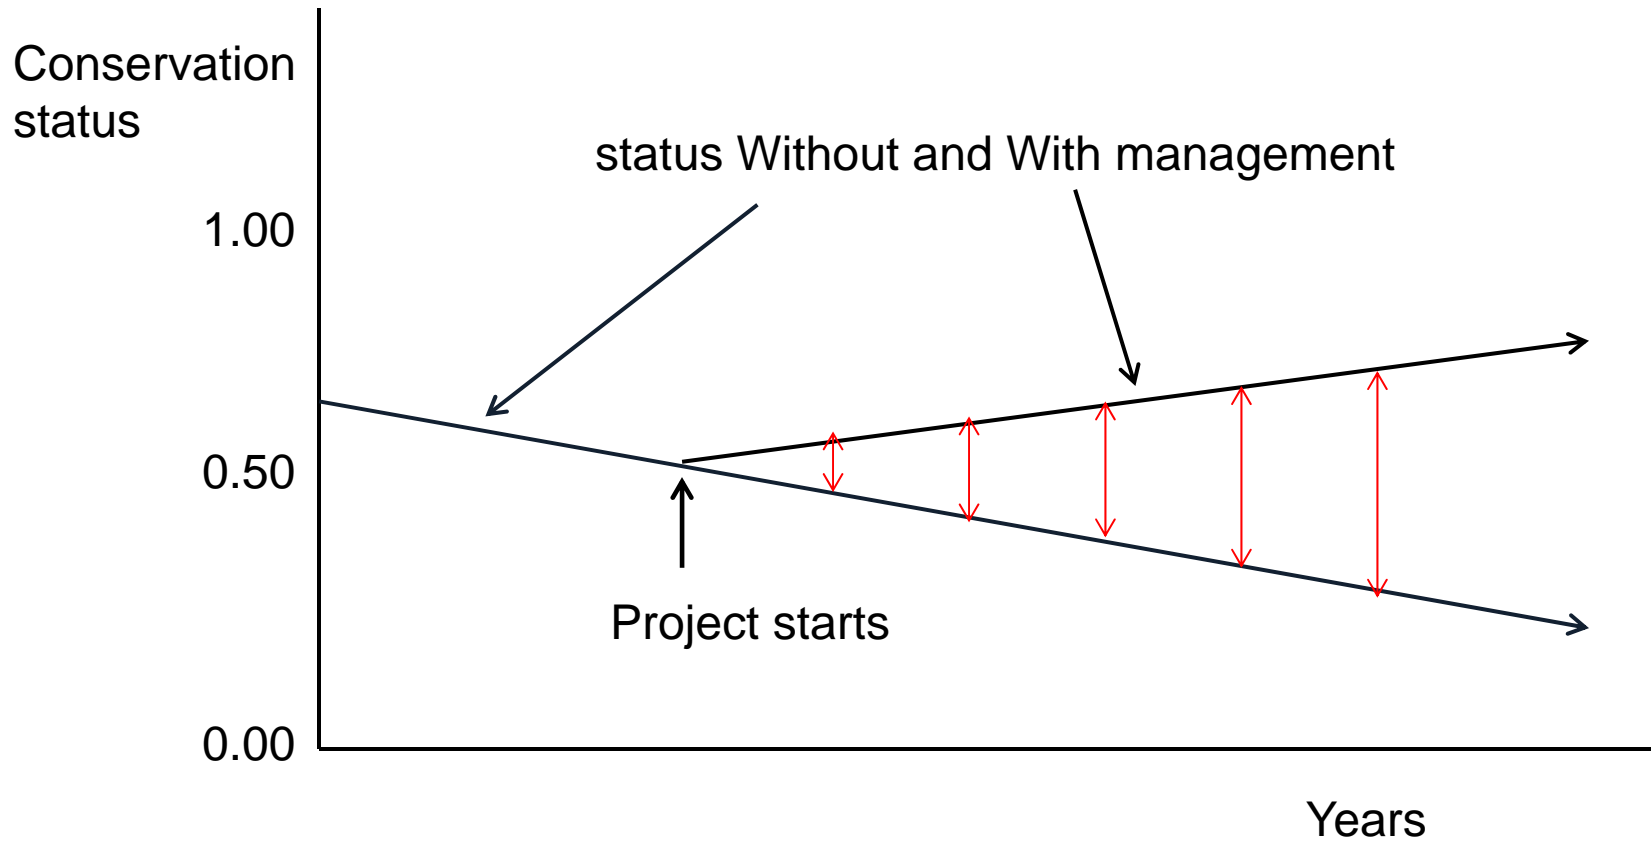 Conservation
status
status Without and With management
1.00
0.50
Project starts
0.00
Years